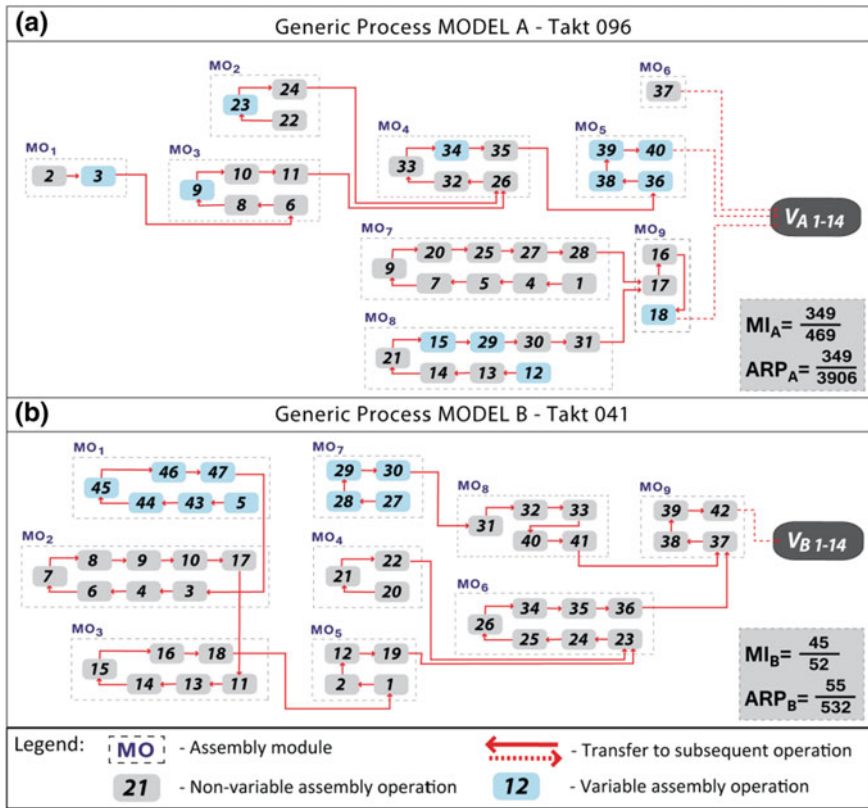 (a)
Generic Process MODEL A - Takt 096
MO2
24
23
22
MO6
37
MO1
2 3
MO3
10 11
9
8 6
MO4
34 35
33
32 26
MO5
39 40
38 36
VA 1-14
MO7
20 25 27 28
9
7 5 4 1
MO9
16
17
18
MO8
15 29 30 31
21
14 13 12
MIA= 349/469
ARPA= 349/3906
(b)
Generic Process MODEL B - Takt 041
MO1
46 47
45
44 43 5
MO7
29 30
28 27
MO8
32 33
31
40 41
MO9
39 42
38 37
VB 1-14
MO2
8 9 10 17
7
6 4 3
MO4
22
21
20
MO6
34 35 36
26
25 24 23
MO3
16 18
15
14 13 11
MO5
12 19
2 1
MIB= 45/52
ARPB= 55/532
Legend:
MO - Assembly module
- Transfer to subsequent operation
21 - Non-variable assembly operation
12 - Variable assembly operation